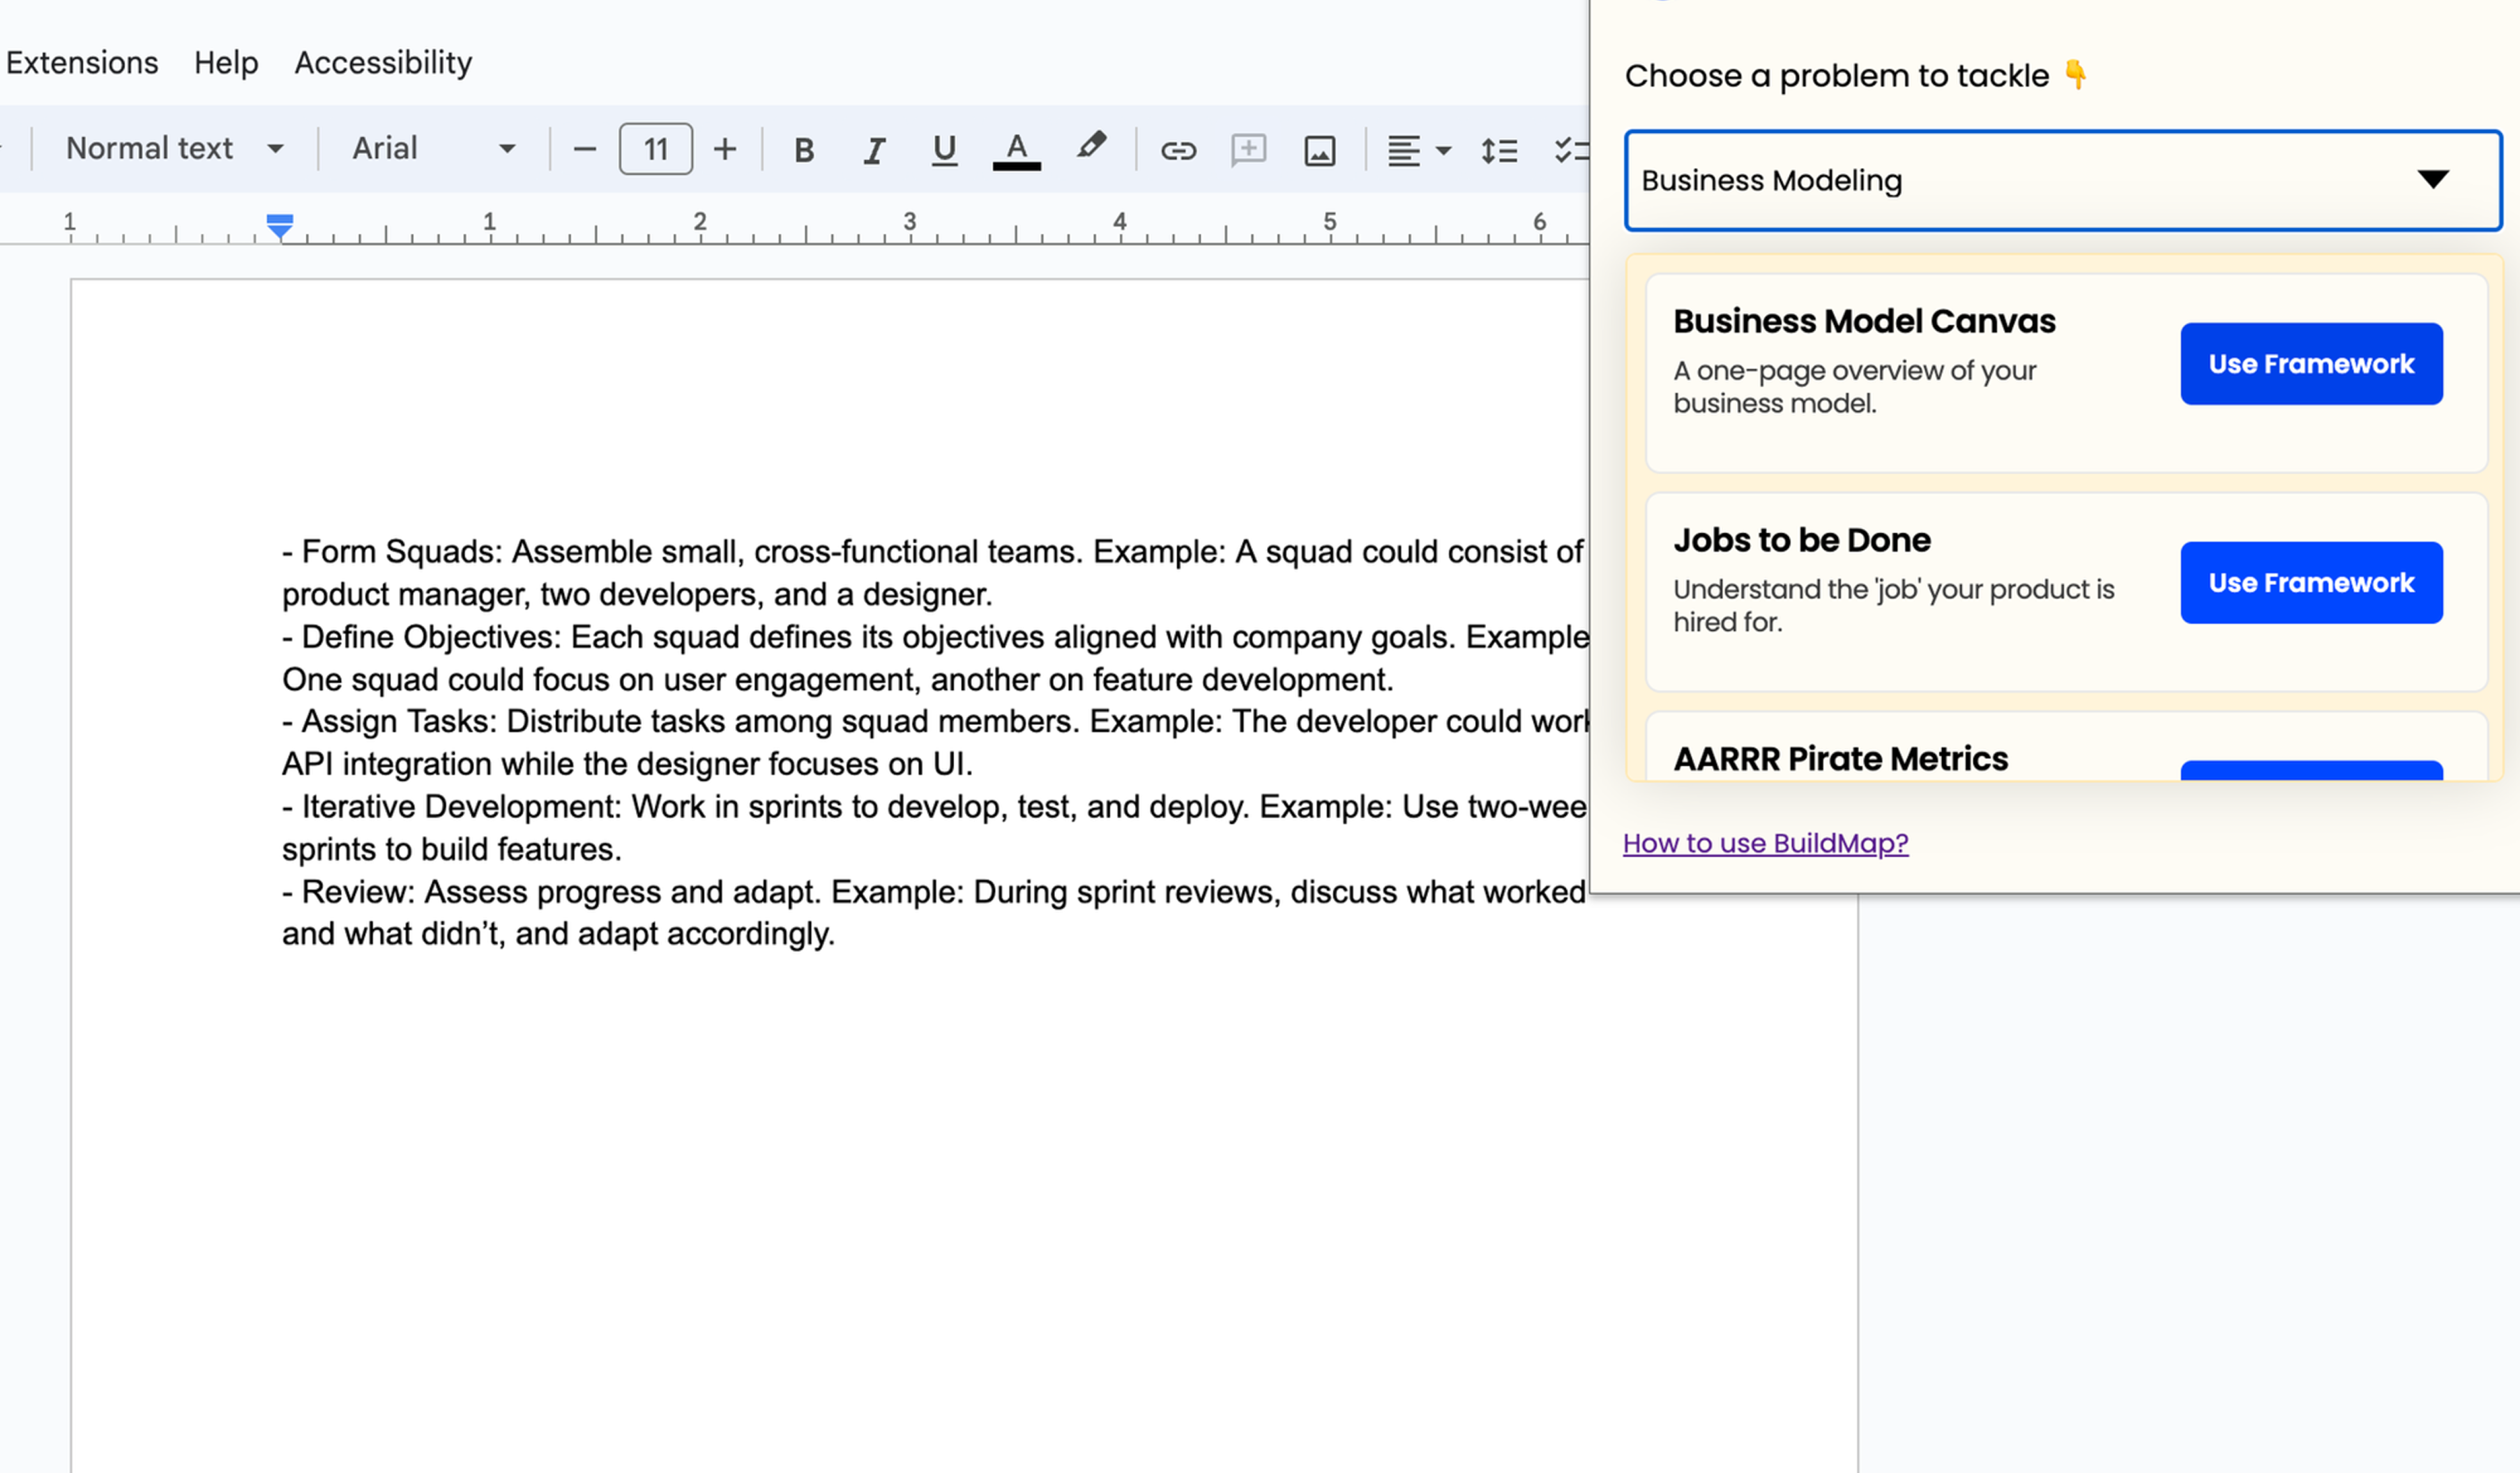 Extensions Help Accessibility
Normal text Arial 11 B I U A
1 1 2 3 4 5 6
- Form Squads: Assemble small, cross-functional teams. Example: A squad could consist of
product manager, two developers, and a designer.
- Define Objectives: Each squad defines its objectives aligned with company goals. Example
One squad could focus on user engagement, another on feature development.
- Assign Tasks: Distribute tasks among squad members. Example: The developer could work
API integration while the designer focuses on UI.
- Iterative Development: Work in sprints to develop, test, and deploy. Example: Use two-wee
sprints to build features.
- Review: Assess progress and adapt. Example: During sprint reviews, discuss what worked
and what didn’t, and adapt accordingly.
Choose a problem to tackle 👇
Business Modeling
Business Model Canvas
A one-page overview of your
business model.
Use Framework
Jobs to be Done
Understand the 'job' your product is
hired for.
Use Framework
AARRR Pirate Metrics
How to use BuildMap?